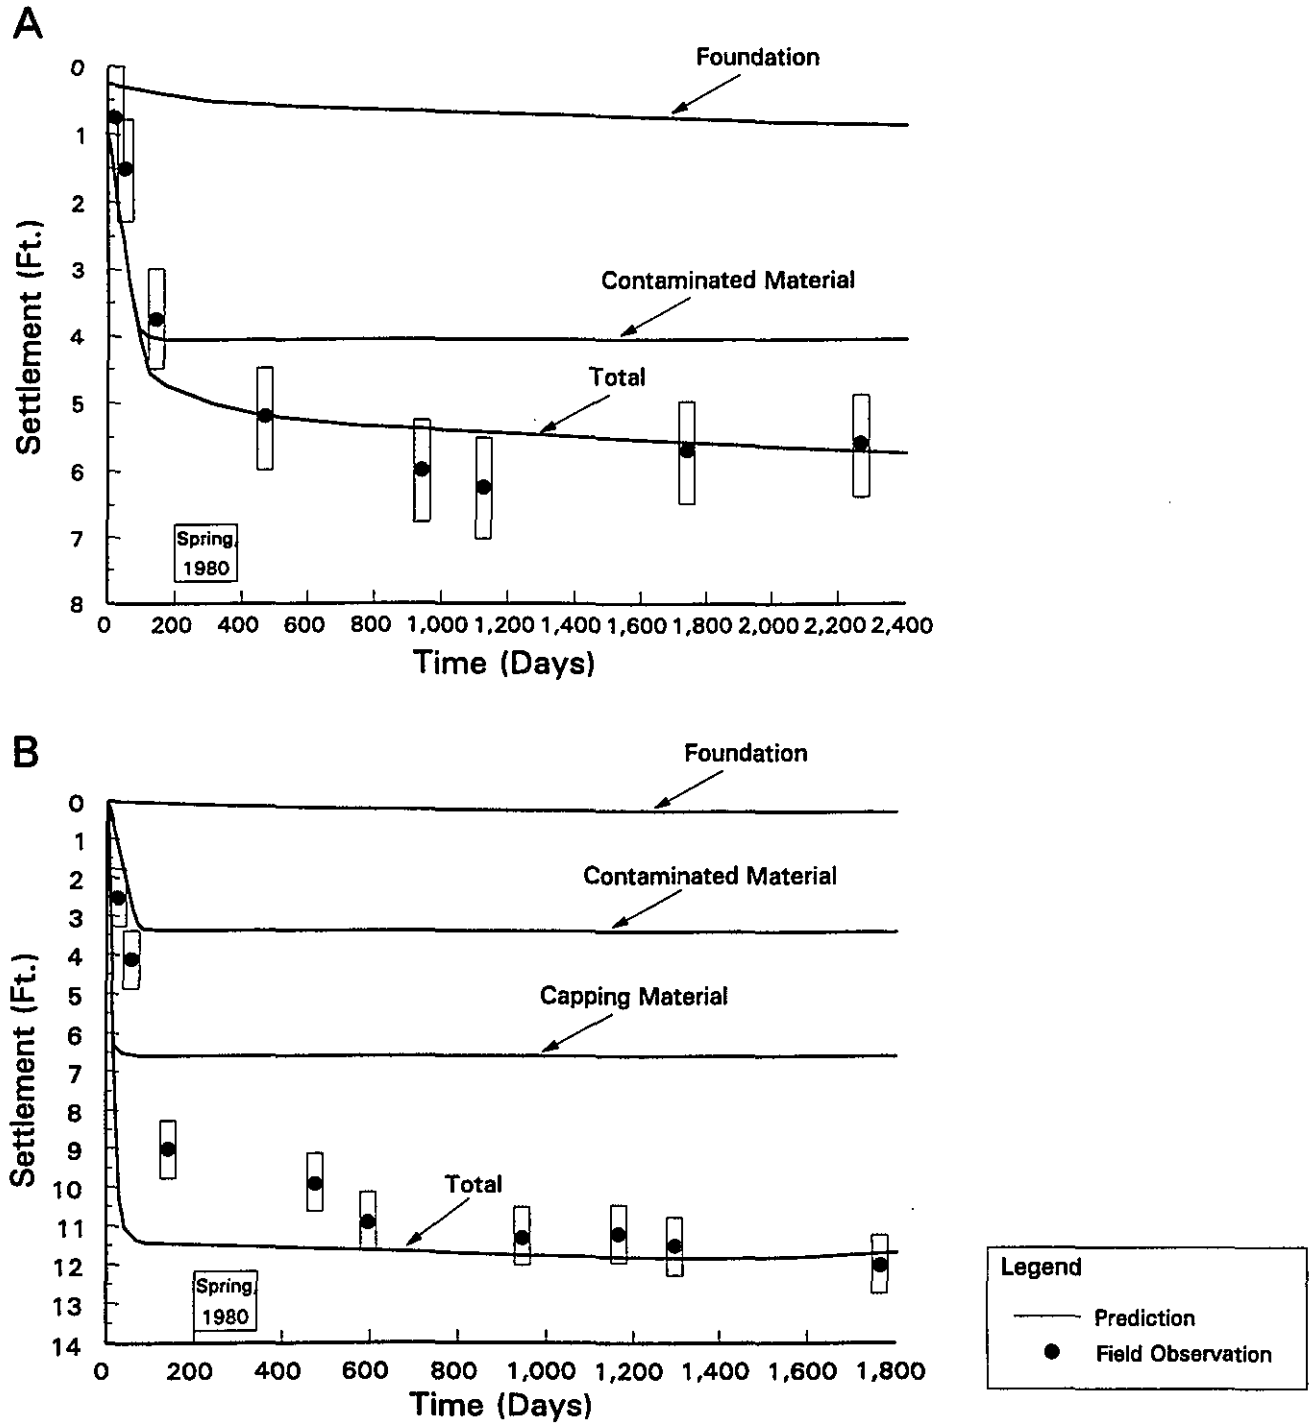 A
Foundation
0
1
2
3
4
5
6
7
8
Settlement (Ft.)
Contaminated Material
Total
Spring,
1980
0 200 400 600 800 1,000 1,200 1,400 1,600 1,800 2,000 2,200 2,400
Time (Days)
B
Foundation
0
1
2
3
4
5
6
7
8
9
10
11
12
13
14
Settlement (Ft.)
Contaminated Material
Capping Material
Total
Spring,
1980
0 200 400 600 800 1,000 1,200 1,400 1,600 1,800
Time (Days)
Legend
Prediction
Field Observation